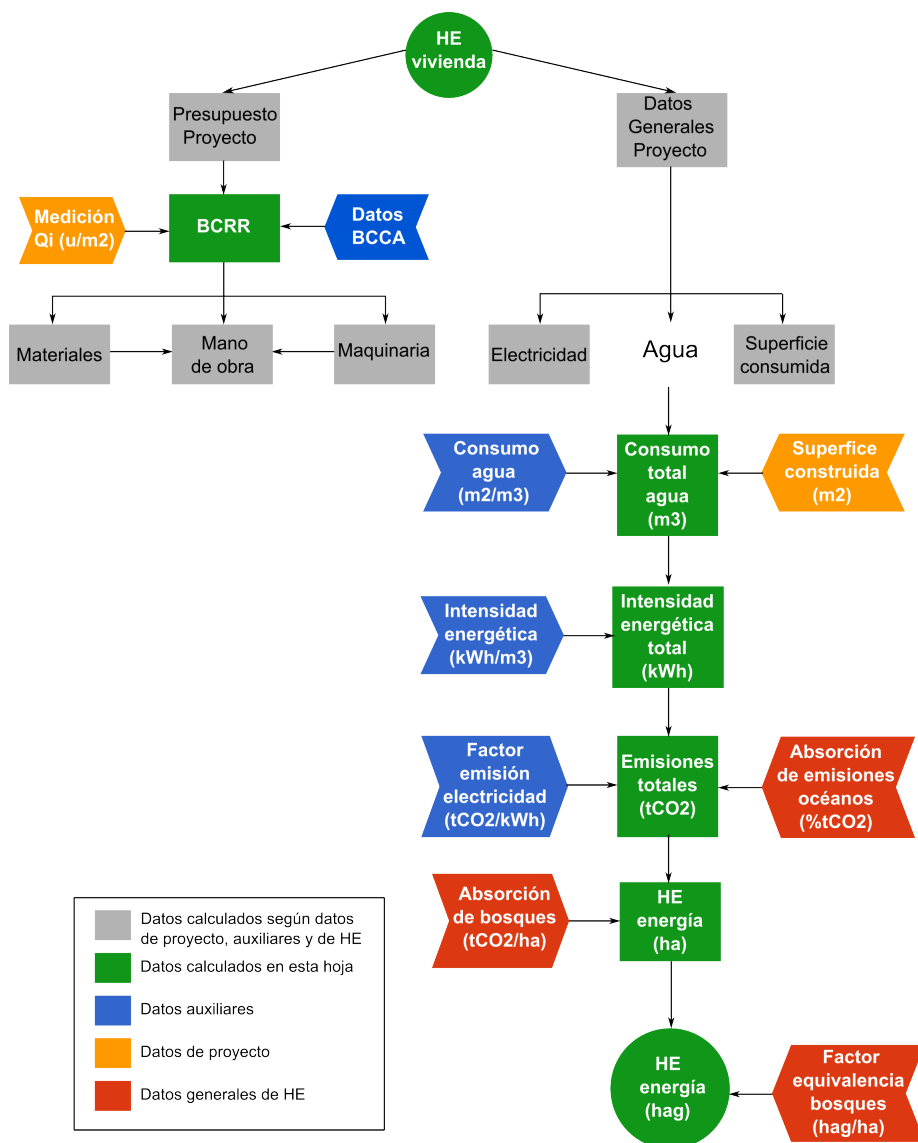 HE
vivienda
Presupuesto
Proyecto
Datos
Generales
Proyecto
Medición
Qi (u/m2)
BCRR
Datos
BCCA
Materiales
Mano
de obra
Maquinaria
Electricidad
Agua
Superficie
consumida
Consumo
agua
(m2/m3)
Consumo
total
agua
(m3)
Superfice
construida
(m2)
Intensidad
energética
(kWh/m3)
Intensidad
energética
total
(kWh)
Factor
emisión
electricidad
(tCO2/kWh)
Emisiones
totales
(tCO2)
Absorción
de emisiones
océanos
(%tCO2)
Absorción
de bosques
(tCO2/ha)
HE
energía
(ha)
HE
energía
(hag)
Factor
equivalencia
bosques
(hag/ha)
Datos calculados según datos
de proyecto, auxiliares y de HE
Datos calculados en esta hoja
Datos auxiliares
Datos de proyecto
Datos generales de HE